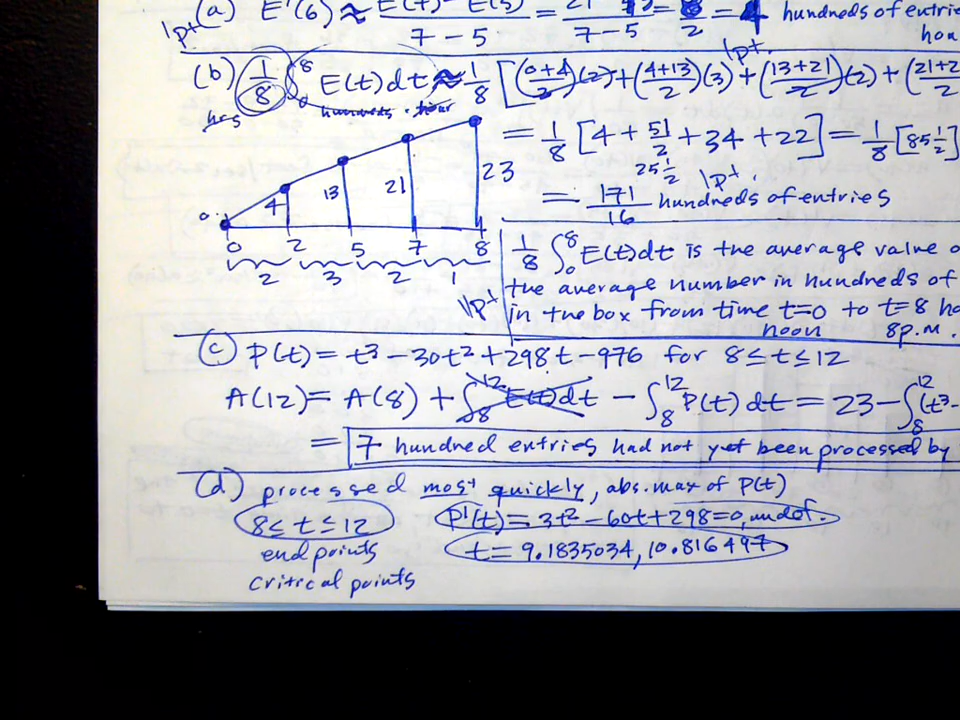 (a) E'(6) ≈ E(7) - E(5) / 7 - 5 = 21 - 13 / 7 - 5 = 8/2 = 4 hundreds of entrie
1pt hou
1pt.
(b) 1/8 ∫₀⁸ E(t)dt ≈ 1/8 [(0+4/2)(2) + (4+13/2)(3) + (13+21/2)(2) + (21+2 /2
has hundreds · hour
= 1/8 [4 + 51/2 + 34 + 22] = 1/8 [85 1/2]
25 1/2
1pt.
= 171/16 hundreds of entries
0 4 13 21 23
0 2 5 7 8
2 3 2 1
1pt
1/8 ∫₀⁸ E(t)dt is the average value o
the average number in hundreds of
in the box from time t=0 to t=8 ho
noon 8p.m.
(c) P(t) = t³ - 30t² + 298t - 976 for 8 ≤ t ≤ 12
A(12) = A(8) + ∫₈¹² E(t)dt - ∫₈¹² P(t) dt = 23 - ∫₈¹² (t³-
= 7 hundred entries had not yet been processed by
(d) processed most quickly, abs. max of P(t)
8 ≤ t ≤ 12 P'(t) = 3t² - 60t + 298 = 0, undef.
endpoints t = 9.1835034, 10.816497
critical points